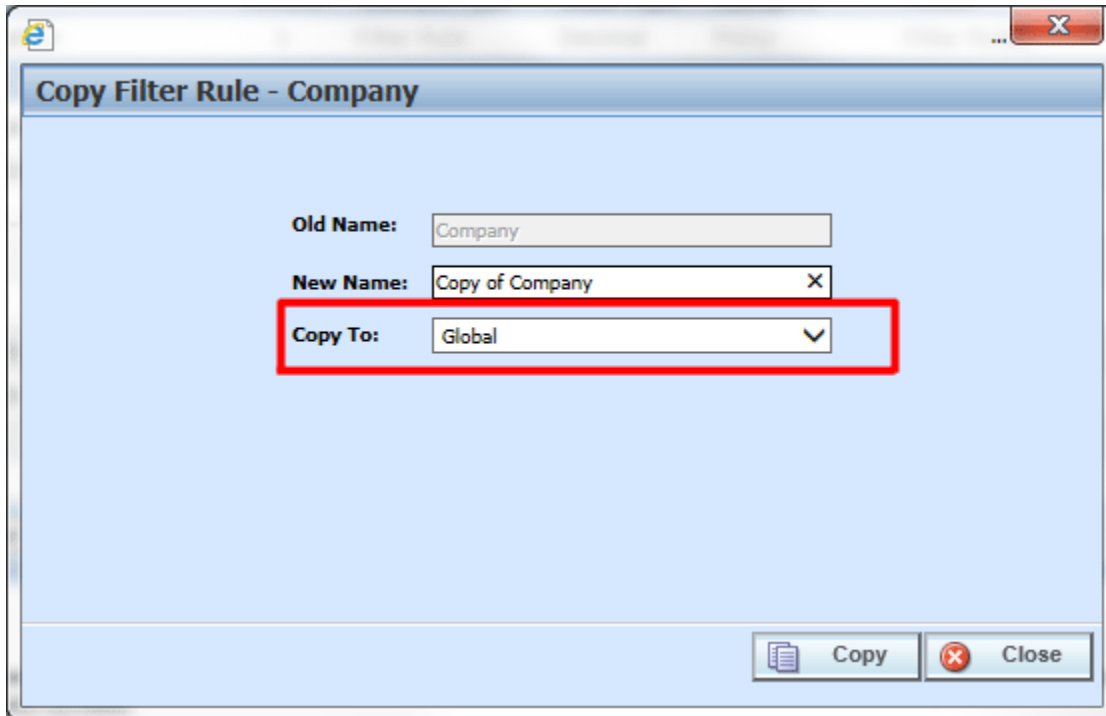 ...
Copy Filter Rule - Company
Old Name: Company
New Name: Copy of Company
Copy To: Global
Copy Close